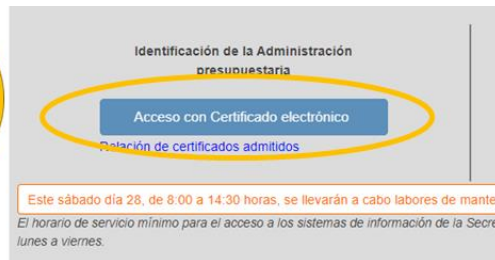 Identificación de la Administración
presupuestaria
Acceso con Certificado electrónico
Relación de certificados admitidos
Este sábado día 28, de 8:00 a 14:30 horas, se llevarán a cabo labores de mante
El horario de servicio mínimo para el acceso a los sistemas de información de la Secre
lunes a viernes.